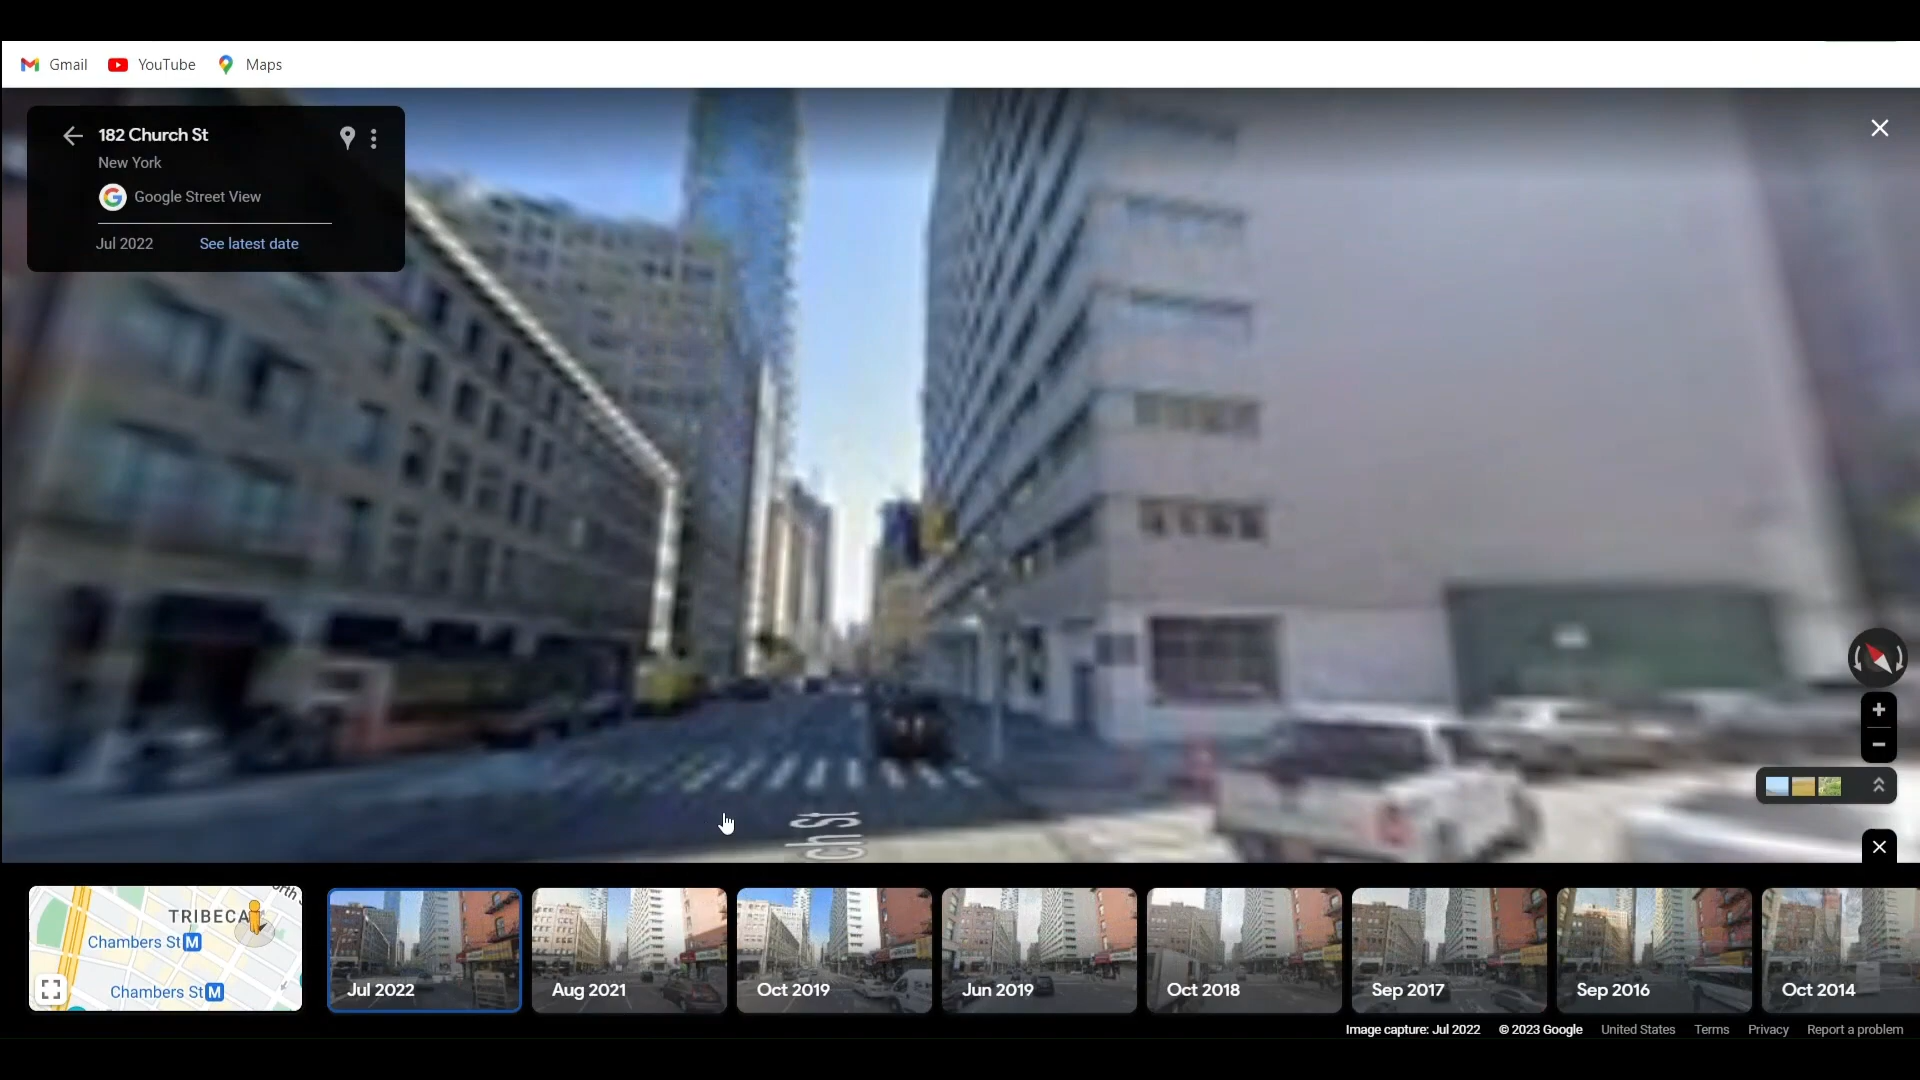 Gmail
YouTube
Maps
182 Church St
New York
Google Street View
Jul 2022
See latest date
ch St
TRIBECA
Chambers St M
Chambers St M
Jul 2022
Aug 2021
Oct 2019
Jun 2019
Oct 2018
Sep 2017
Sep 2016
Oct 2014
Image capture: Jul 2022
© 2023 Google
United States
Terms
Privacy
Report a problem